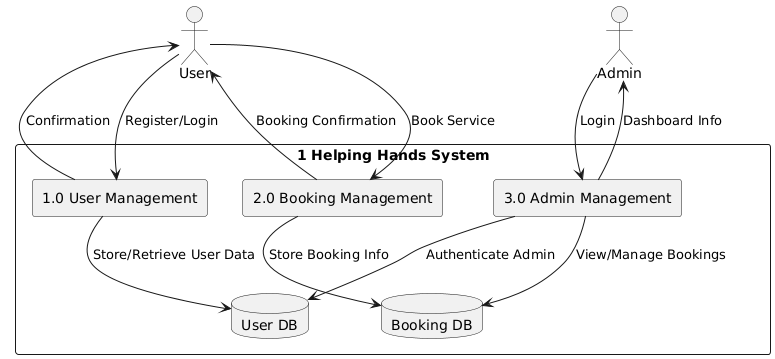 User
Admin
Confirmation
Register/Login
Booking Confirmation
Book Service
Login
Dashboard Info
1 Helping Hands System
1.0 User Management
2.0 Booking Management
3.0 Admin Management
Store/Retrieve User Data
Store Booking Info
Authenticate Admin
View/Manage Bookings
User DB
Booking DB